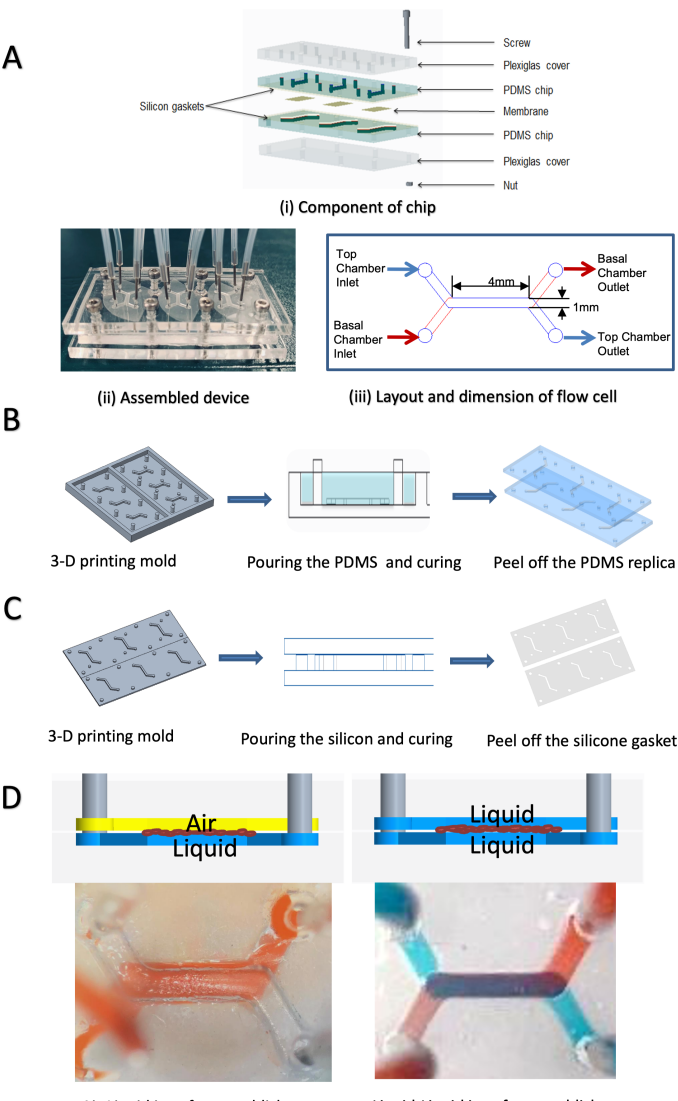 A
Screw
Plexiglas cover
PDMS chip
Silicon gaskets
Membrane
PDMS chip
Plexiglas cover
Nut
(i) Component of chip
Top
Chamber
Inlet
Basal
Chamber
Outlet
4mm
1mm
Basal
Chamber
Inlet
Top Chamber
Outlet
(ii) Assembled device
(iii) Layout and dimension of flow cell
B
3-D printing mold
Pouring the PDMS and curing
Peel off the PDMS replica
C
3-D printing mold
Pouring the silicon and curing
Peel off the silicone gasket
D
Air
Liquid
Liquid
Liquid